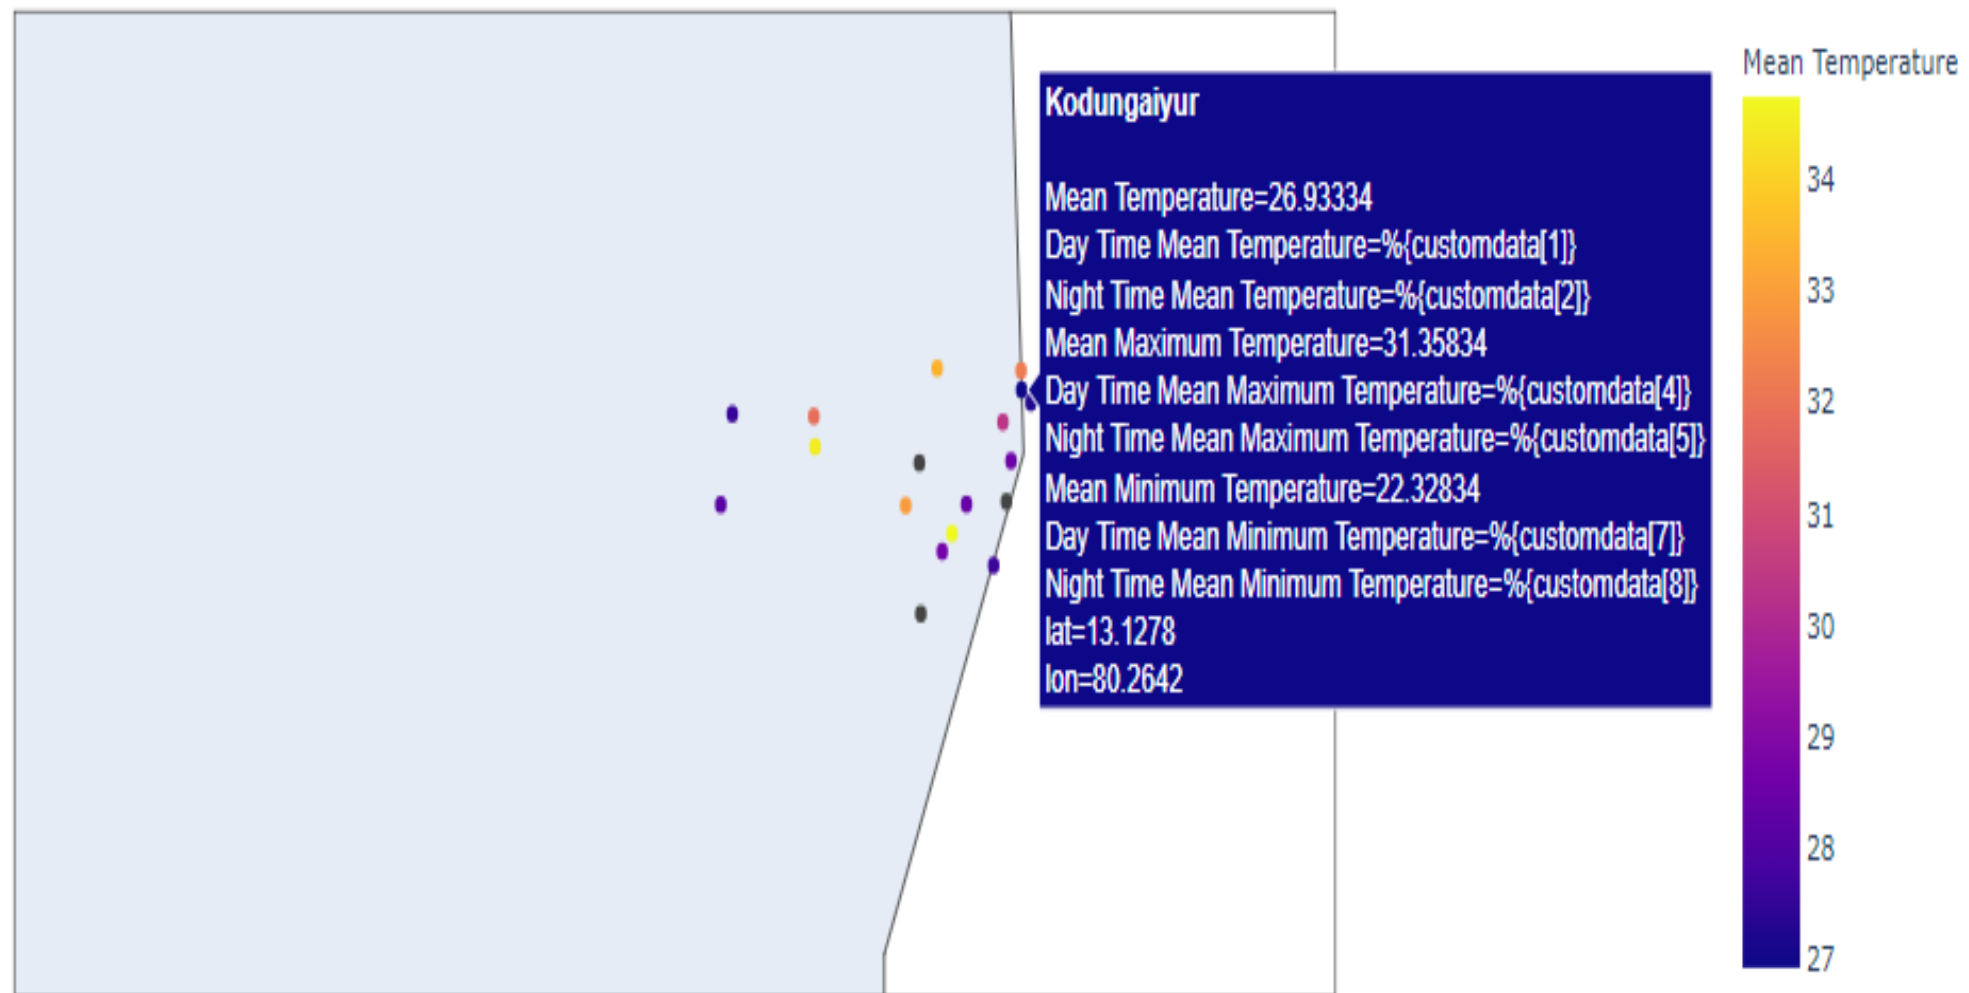 Mean Temperature
Kodungaiyur
Mean Temperature=26.93334
Day Time Mean Temperature=%{customdata[1]}
Night Time Mean Temperature=%{customdata[2]}
Mean Maximum Temperature=31.35834
Day Time Mean Maximum Temperature=%{customdata[4]}
Night Time Mean Maximum Temperature=%{customdata[5]}
Mean Minimum Temperature=22.32834
Day Time Mean Minimum Temperature=%{customdata[7]}
Night Time Mean Minimum Temperature=%{customdata[8]}
lat=13.1278
lon=80.2642
34
33
32
31
30
29
28
27